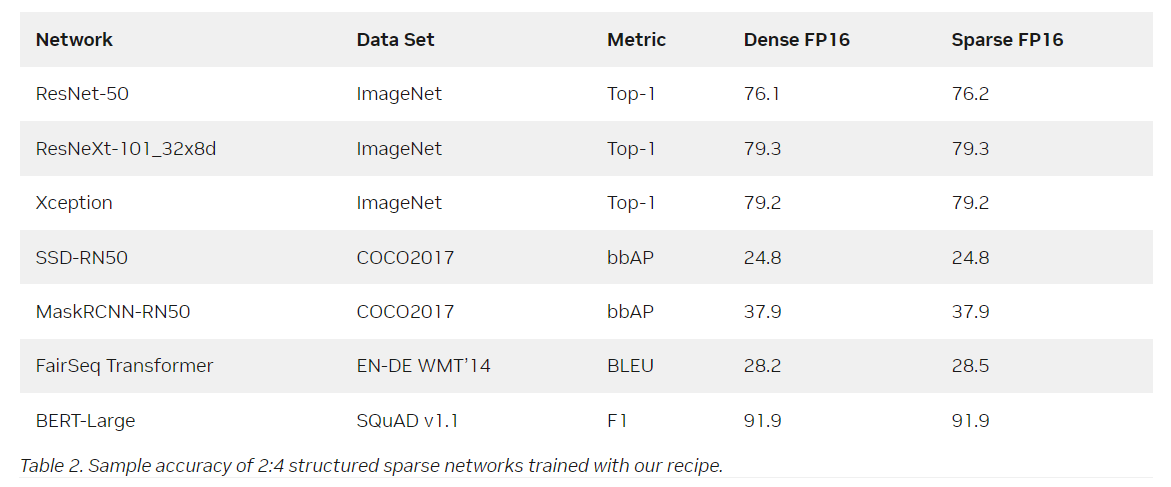 Network Data Set Metric Dense FP16 Sparse FP16
ResNet-50 ImageNet Top-1 76.1 76.2
ResNeXt-101_32x8d ImageNet Top-1 79.3 79.3
Xception ImageNet Top-1 79.2 79.2
SSD-RN50 COCO2017 bbAP 24.8 24.8
MaskRCNN-RN50 COCO2017 bbAP 37.9 37.9
FairSeq Transformer EN-DE WMT’14 BLEU 28.2 28.5
BERT-Large SQuAD v1.1 F1 91.9 91.9
Table 2. Sample accuracy of 2:4 structured sparse networks trained with our recipe.